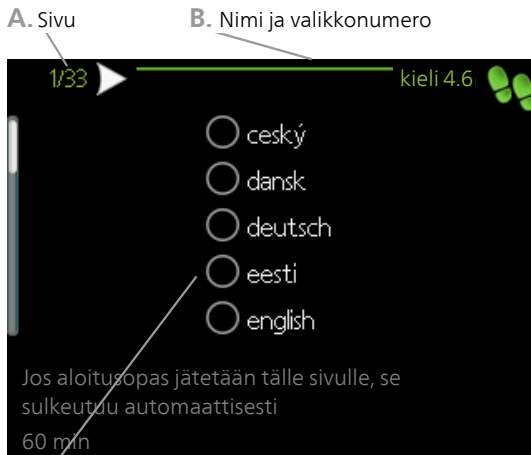 A. Sivu
B. Nimi ja valikkonumero
1/33
kieli 4.6
ceský
dansk
deutsch
eesti
english
Jos aloitusopas jätetään tälle sivulle, se
sulkeutuu automaattisesti
60 min